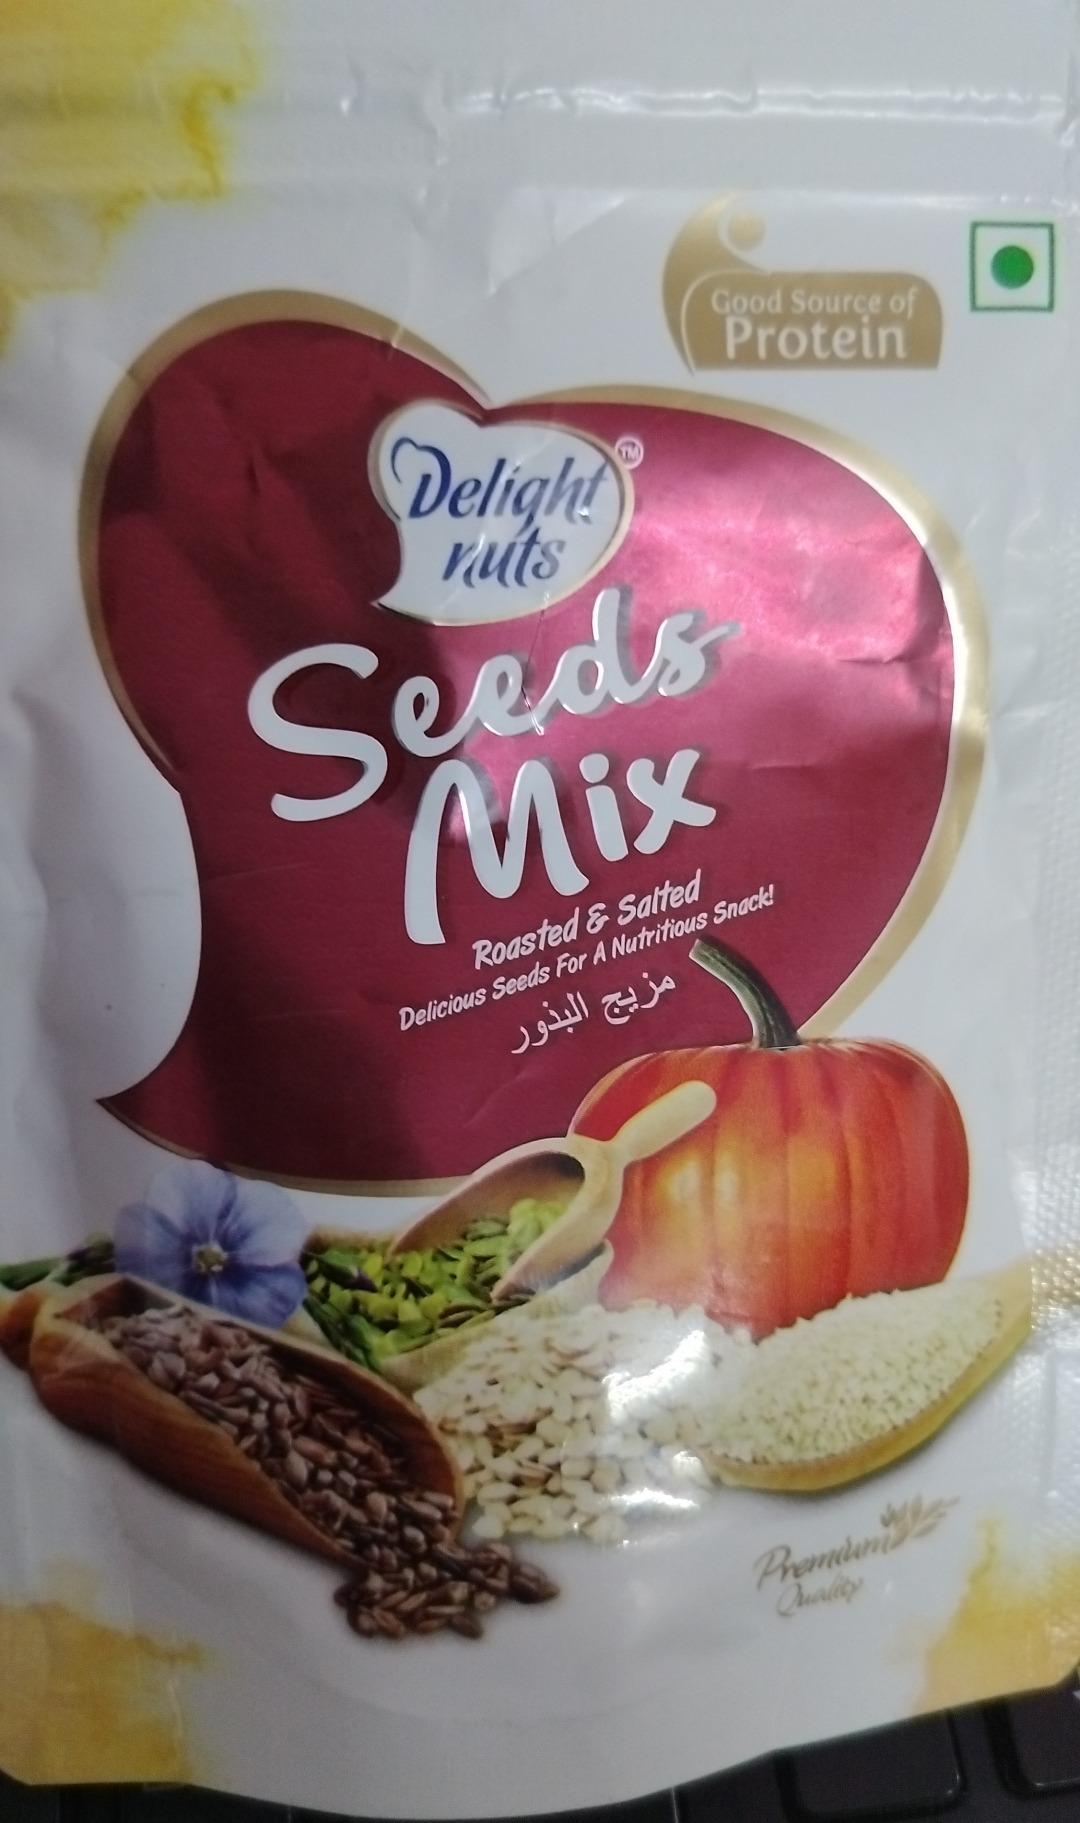 Good Source of
Protein
Delight
nuts
TM
Seeds
Mix
Roasted & Salted
Delicious Seeds For A Nutritious Snack!
مزيج البذور
Premium
Quality